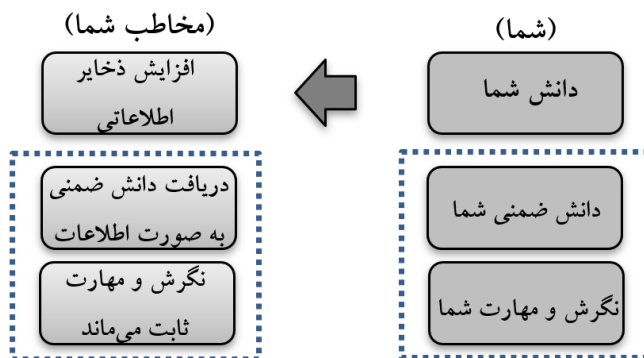 (شما)
(مخاطب شما)
دانش شما
افزایش ذخایر
اطلاعاتی
دانش ضمنی شما
دریافت دانش ضمنی
به صورت اطلاعات
نگرش و مهارت شما
نگرش و مهارت
ثابت می‌ماند